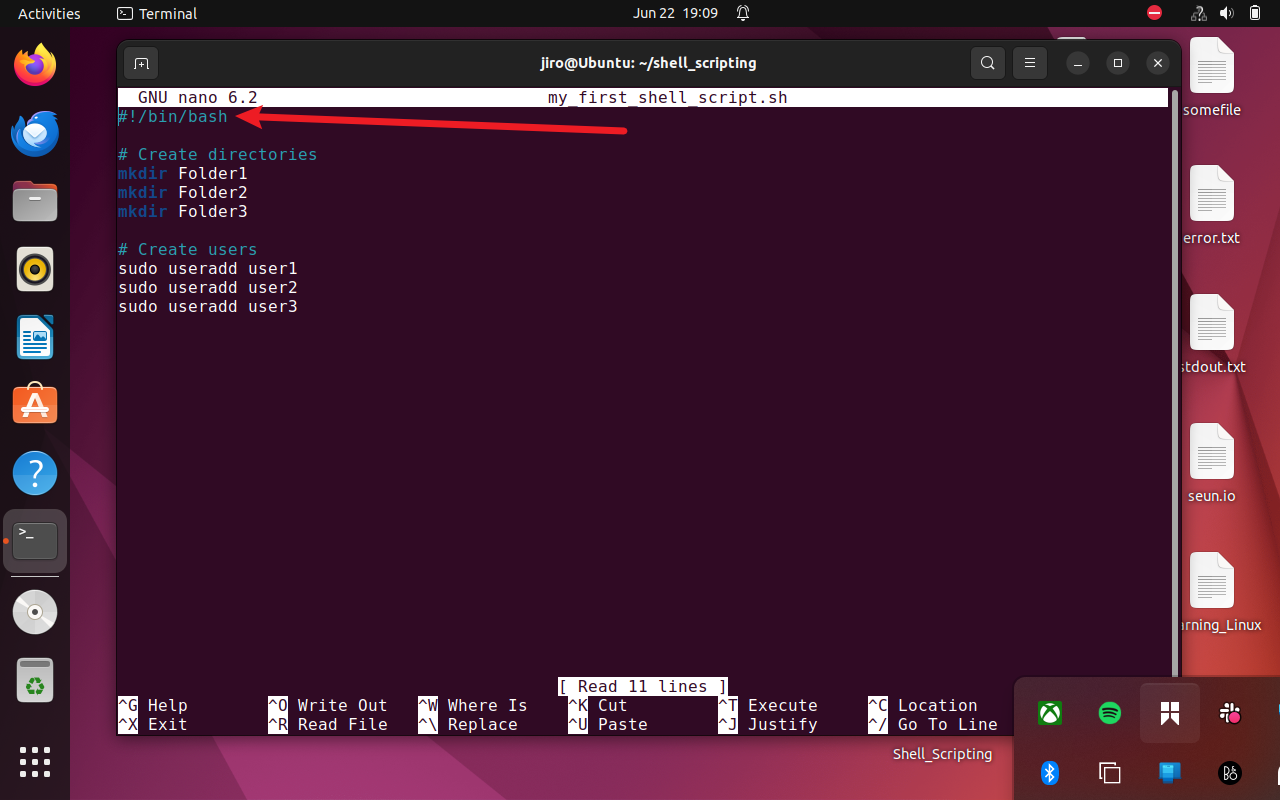 Activities
Terminal
Jun 22 19:09
jiro@Ubuntu: ~/shell_scripting
GNU nano 6.2
my_first_shell_script.sh
#!/bin/bash
# Create directories
mkdir Folder1
mkdir Folder2
mkdir Folder3
# Create users
sudo useradd user1
sudo useradd user2
sudo useradd user3
[ Read 11 lines ]
^G Help ^O Write Out ^W Where Is ^K Cut ^T Execute ^C Location
^X Exit ^R Read File ^\ Replace ^U Paste ^J Justify ^/ Go To Line
somefile
error.txt
stdout.txt
seun.io
arning_Linux
Shell_Scripting